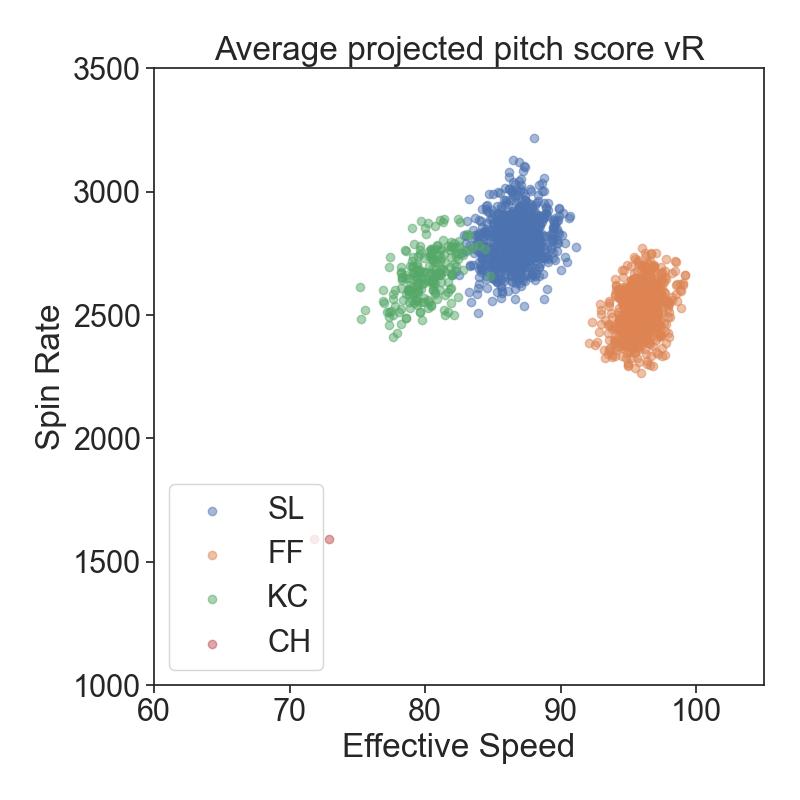 Average projected pitch score vR
3500
3000
2500
2000
1500
1000
Spin Rate
SL
FF
KC
CH
60
70
80
90
100
Effective Speed